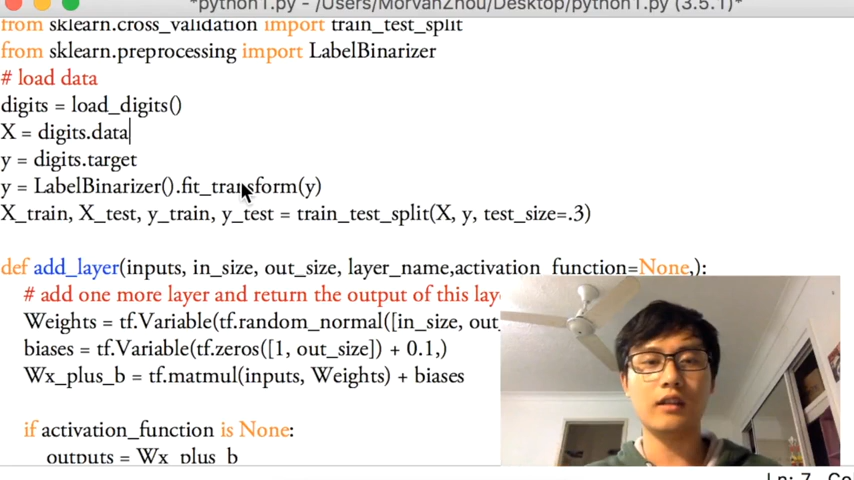 *python1.py - /Users/MorvanZhou/Desktop/python1.py (3.5.1)*
from sklearn.cross_validation import train_test_split
from sklearn.preprocessing import LabelBinarizer
# load data
digits = load_digits()
X = digits.data
y = digits.target
y = LabelBinarizer().fit_transform(y)
X_train, X_test, y_train, y_test = train_test_split(X, y, test_size=.3)
def add_layer(inputs, in_size, out_size, layer_name,activation_function=None,):
# add one more layer and return the output of this lay
Weights = tf.Variable(tf.random_normal([in_size, out_
biases = tf.Variable(tf.zeros([1, out_size]) + 0.1,)
Wx_plus_b = tf.matmul(inputs, Weights) + biases
if activation_function is None:
outputs = Wx_plus_b
Ln: 7